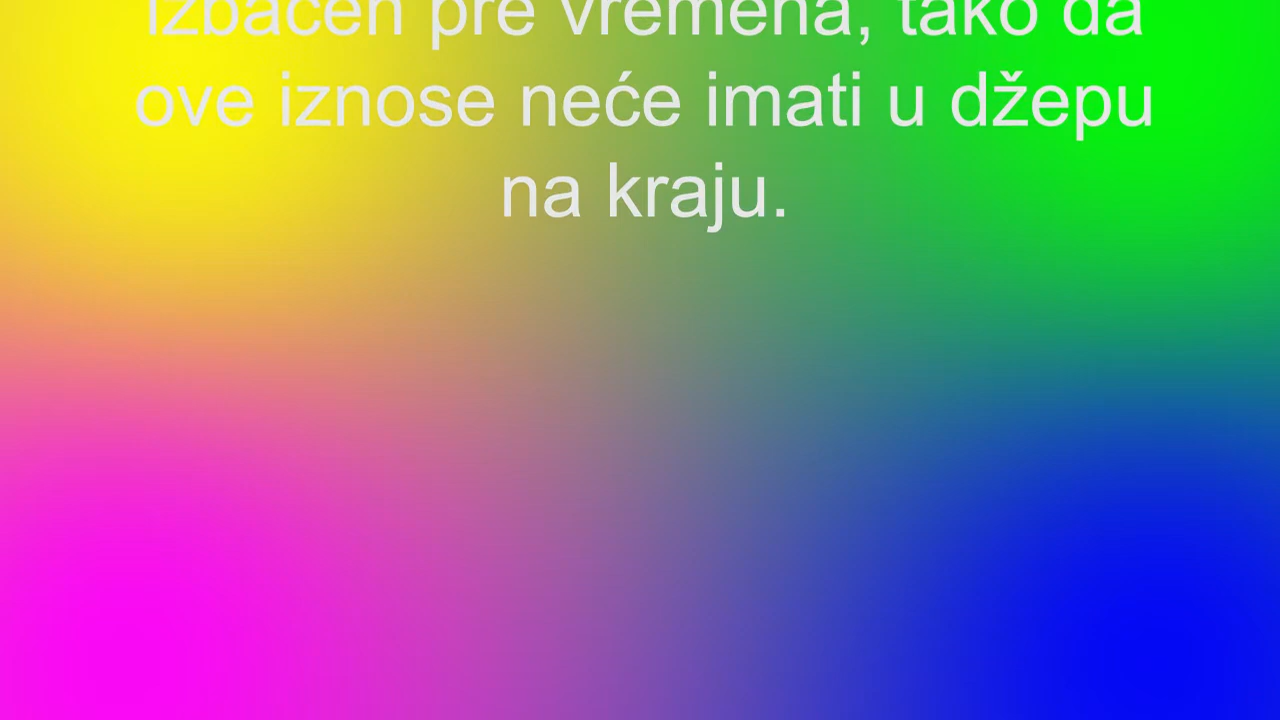 izbačen pre vremena, tako da
ove iznose neće imati u džepu
na kraju.